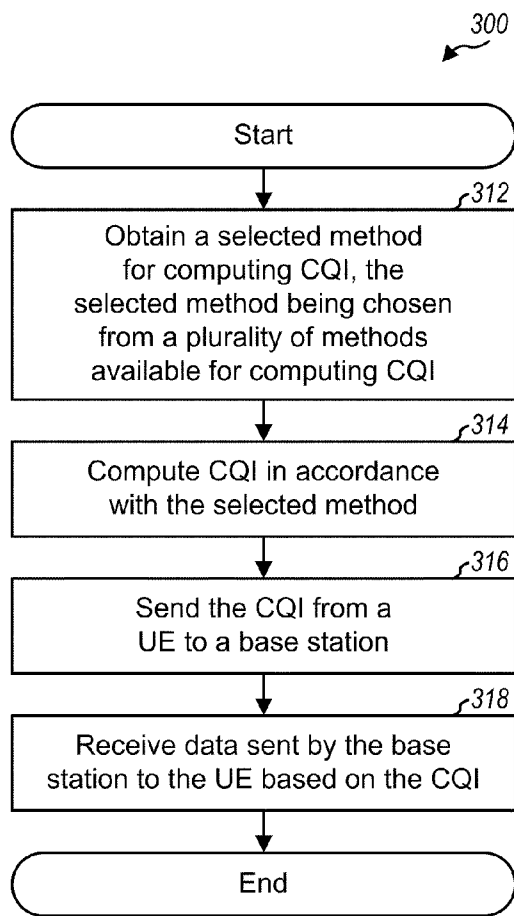 300
Start
312
Obtain a selected method
for computing CQI, the
selected method being chosen
from a plurality of methods
available for computing CQI
314
Compute CQI in accordance
with the selected method
316
Send the CQI from a
UE to a base station
318
Receive data sent by the base
station to the UE based on the CQI
End